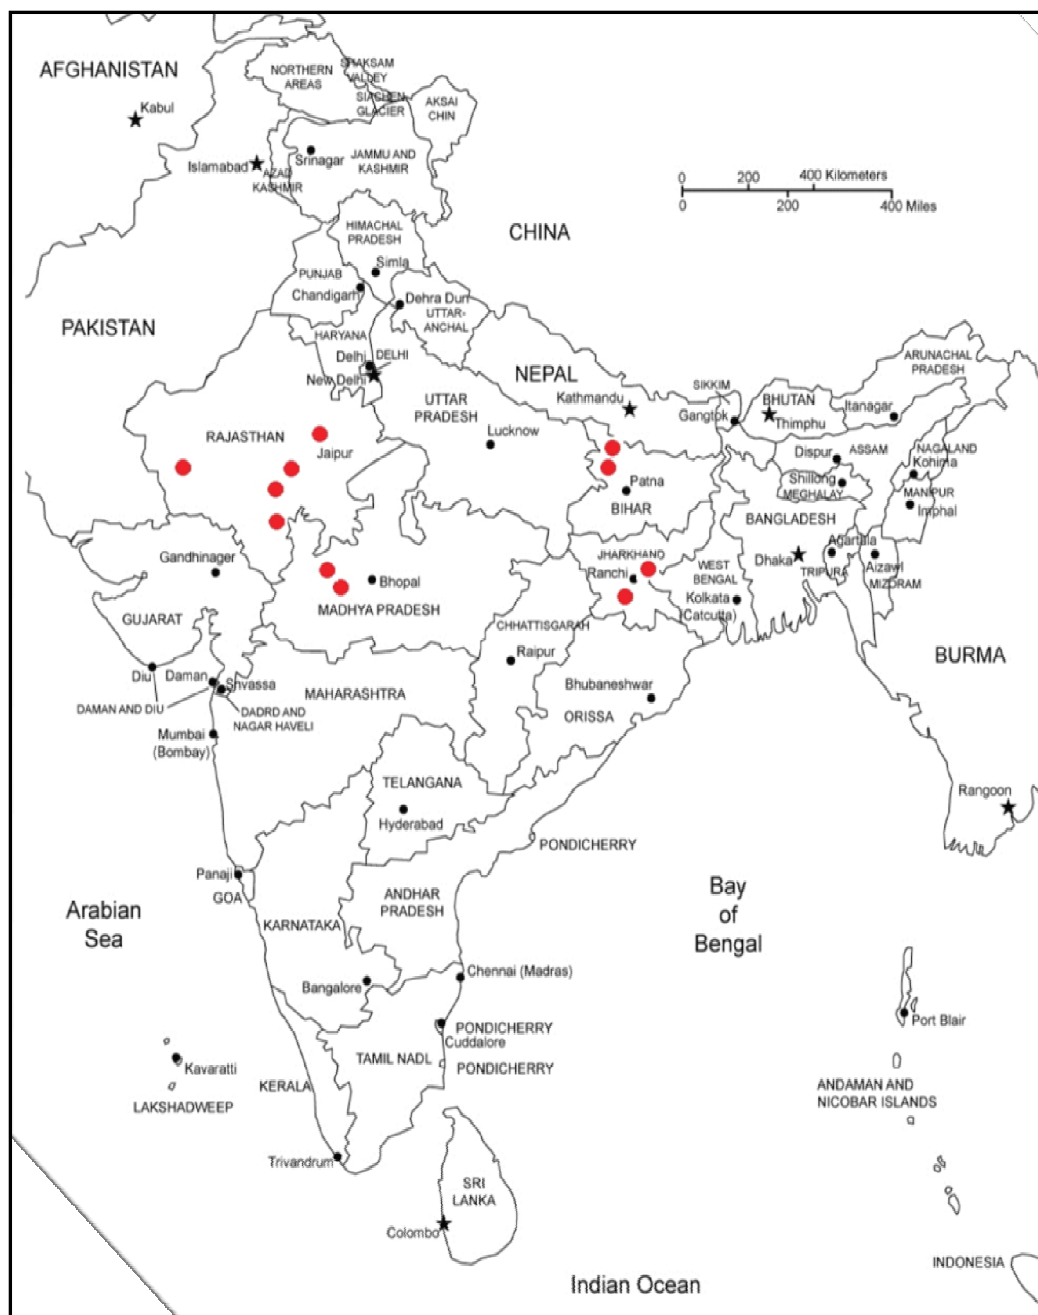 AFGHANISTAN
Kabul
NORTHERN
AREAS
SHAKSAM
VALLEY
SIACHEN
GLACIER
AKSAI
CHIN
Islamabad
AZAD
KASHMIR
Srinagar
JAMMU AND
KASHMIR
0 200 400 Kilometers
0 200 400 Miles
CHINA
HIMACHAL
PRADESH
Simla
PUNJAB
Chandigarh
Dehra Dun
UTTAR-
ANCHAL
PAKISTAN
HARYANA
Delhi
DELHI
New Delhi
NEPAL
Kathmandu
UTTAR
PRADESH
Lucknow
SIKKIM
Gangtok
BHUTAN
Thimphu
ARUNACHAL
PRADESH
Itanagar
RAJASTHAN
Jaipur
Dispur
ASSAM
NAGALAND
Kohima
Shillong
MEGHALAY
MANIPUR
Imphal
Patna
BIHAR
BANGLADESH
Agartala
Dhaka
TRIPURA
Aizawl
MIZORAM
Gandhinager
Bhopal
MADHYA PRADESH
JHARKHAND
Ranchi
WEST
BENGAL
Kolkata
(Catcutta)
GUJARAT
CHHATTISGARAH
Raipur
BURMA
Diu
Daman
Shvassa
MAHARASHTRA
Bhubaneshwar
ORISSA
DAMAN AND DIU
DADRD AND
NAGAR HAVELI
Mumbai
(Bombay)
TELANGANA
Hyderabad
Rangoon
PONDICHERRY
Panaji
GOA
ANDHAR
PRADESH
Arabian
Sea
KARNATAKA
Bay
of
Bengal
Bangalore
Chennai (Madras)
PONDICHERRY
Cuddalore
Port Blair
TAMIL NADL
PONDICHERRY
Kavaratti
LAKSHADWEEP
KERALA
ANDAMAN AND
NICOBAR ISLANDS
Trivandrum
SRI
LANKA
Colombo
INDONESIA
Indian Ocean